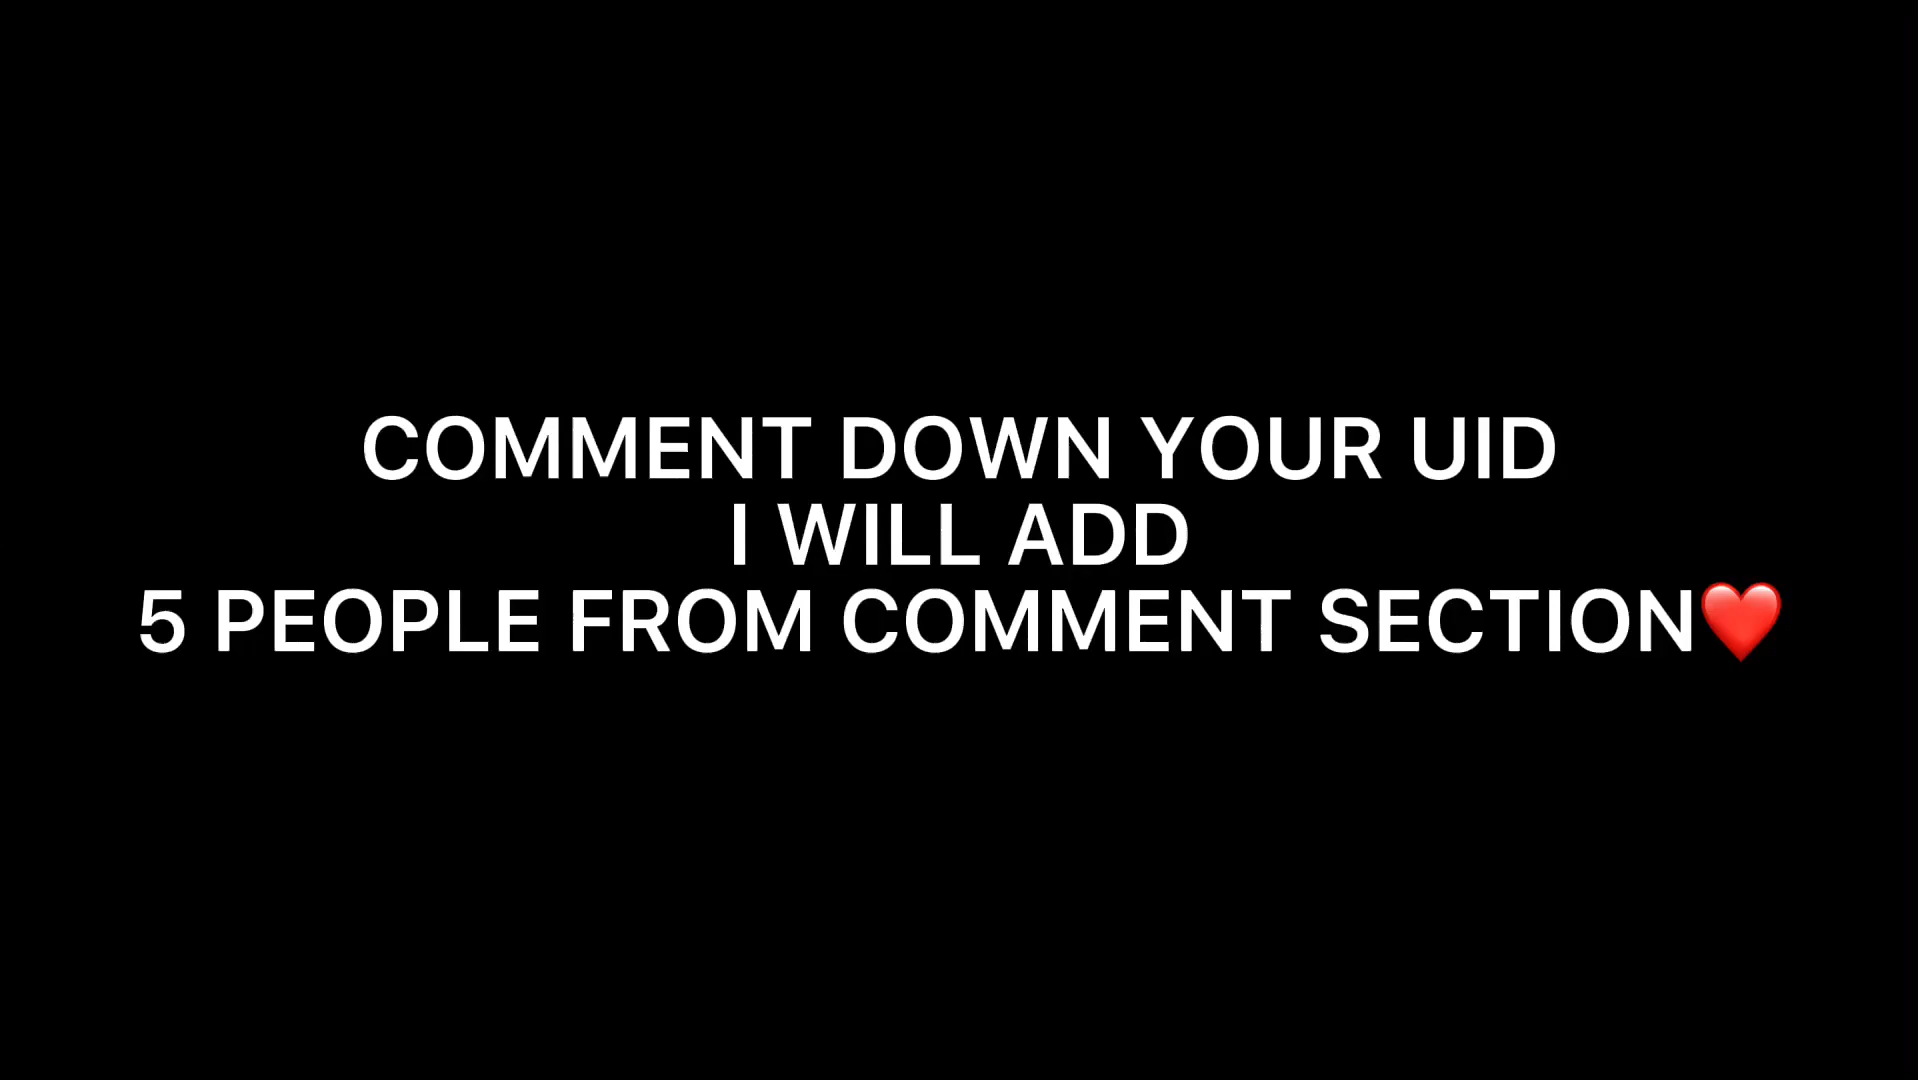 COMMENT DOWN YOUR UID
I WILL ADD
5 PEOPLE FROM COMMENT SECTION❤️